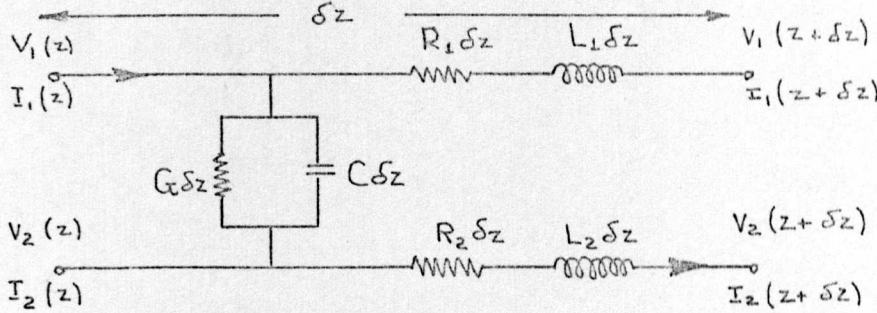 δz
V₁(z)
R₁δz
L₁δz
V₁(z+δz)
I₁(z)
I₁(z+δz)
Gδz
Cδz
V₂(z)
R₂δz
L₂δz
V₂(z+δz)
I₂(z)
I₂(z+δz)